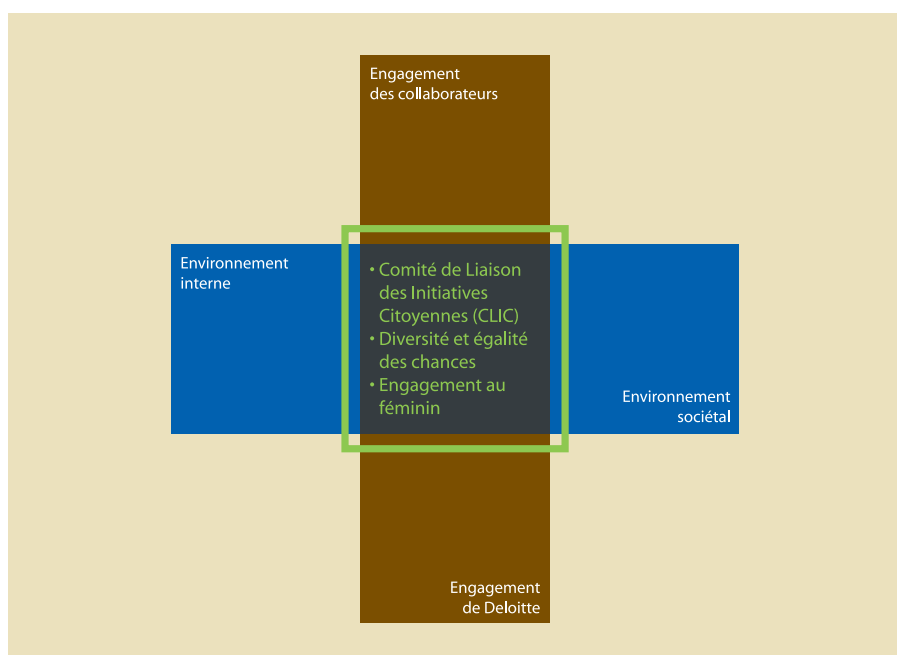 Engagement
des collaborateurs
Environnement
interne
• Comité de Liaison
des Initiatives
Citoyennes (CLIC)
• Diversité et égalité
des chances
• Engagement au
féminin
Environnement
sociétal
Engagement
de Deloitte